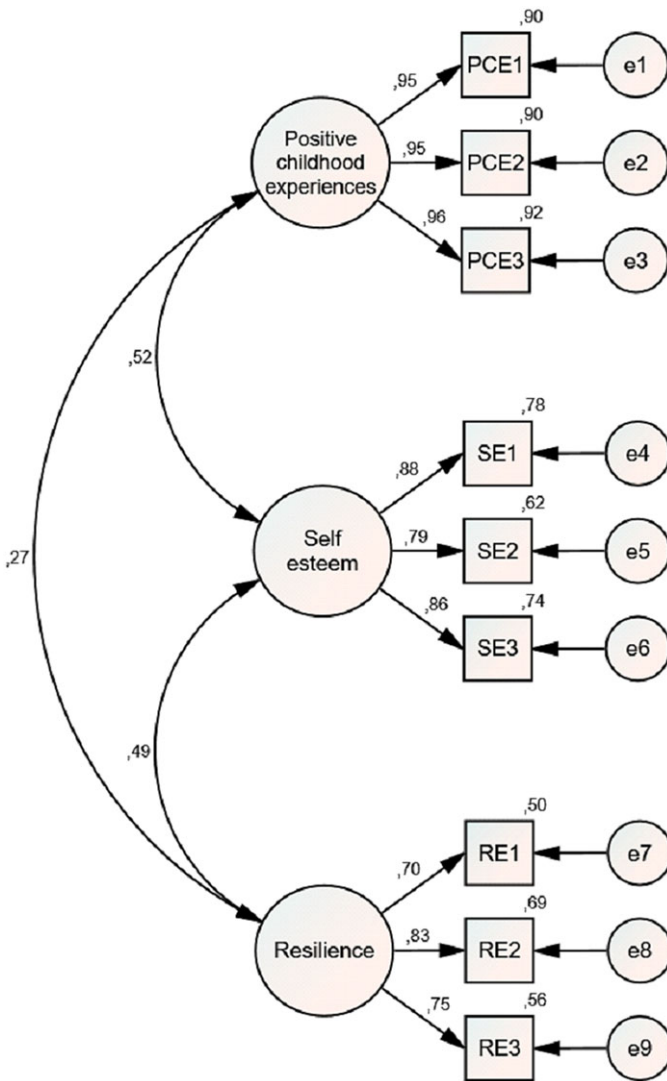 ,90
PCE1
e1
,95
Positive
childhood
experiences
,90
,95
PCE2
e2
,92
,96
PCE3
e3
,52
,78
SE1
e4
,88
Self
esteem
,62
,79
SE2
e5
,74
,86
SE3
e6
,27
,49
,50
RE1
e7
,70
Resilience
,69
,83
RE2
e8
,56
,75
RE3
e9